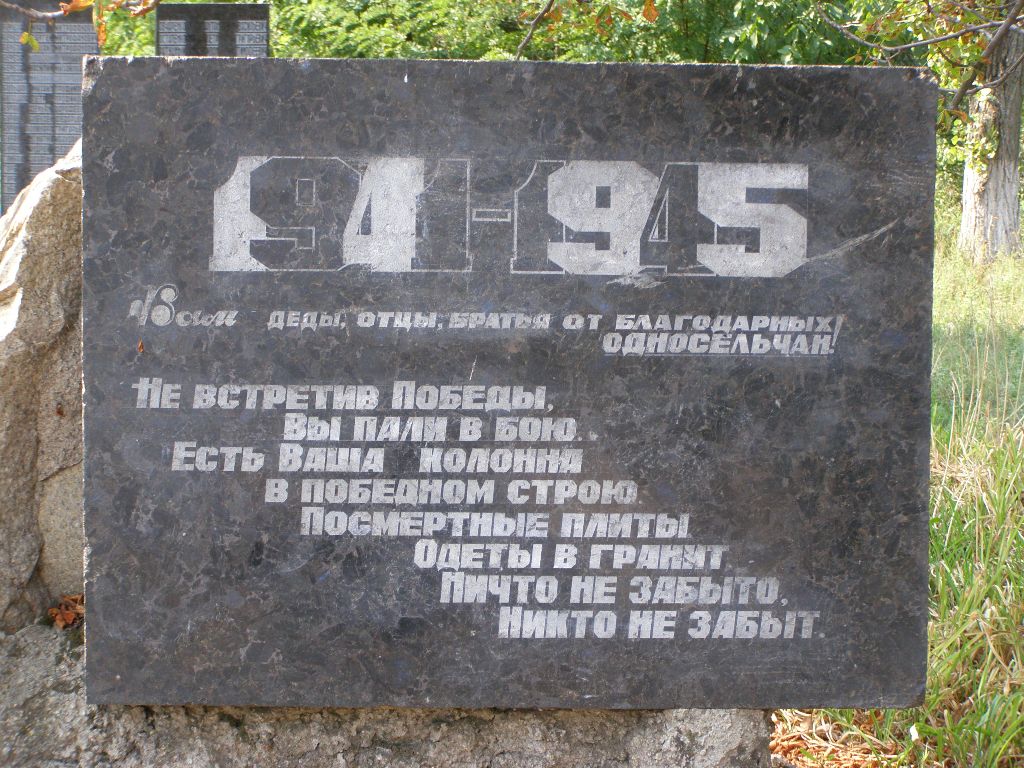 1941-1945
Вам деды, отцы, братья от благодарных
односельчан!
Не встретив Победы,
Вы пали в бою..
Есть Ваша колонна
в победном строю
Посмертные плиты
Одеты в гранит.
Ничто не забыто,
Никто не забыт.